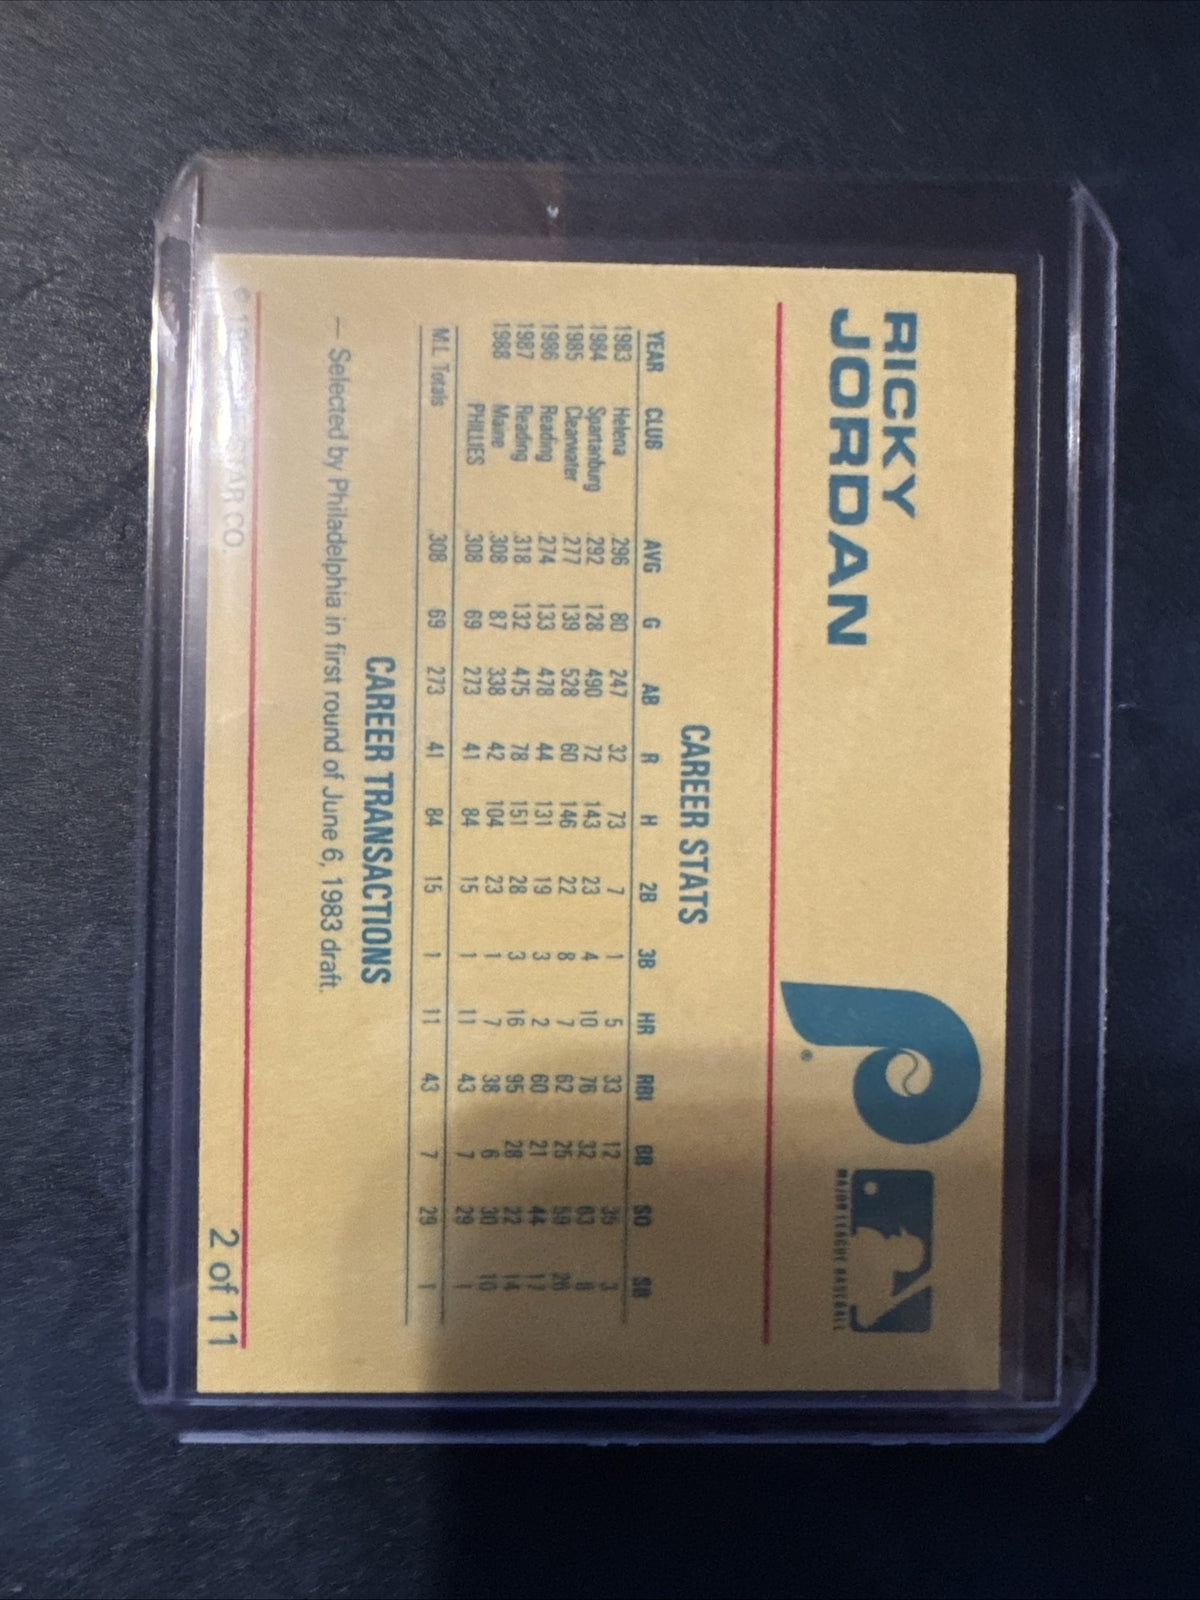 RICKY
JORDAN
®
MAJOR LEAGUE BASEBALL
CAREER STATS
YEAR CLUB AVG G AB R H 2B 3B HR RBI BB SO SB
1983 Helena .296 80 247 32 73 7 1 5 33 12 35 3
1984 Spartanburg .292 128 490 72 143 23 4 10 76 32 63 8
1985 Clearwater .277 139 528 60 146 22 8 7 62 25 59 26
1986 Reading .274 133 478 44 131 19 3 2 60 21 44 17
1987 Reading .318 132 475 78 151 28 3 16 95 28 22 14
1988 Maine .308 87 338 42 104 23 1 7 38 6 30 10
PHILLIES .308 69 273 41 84 15 1 11 43 7 29 1
M.L. Totals .308 69 273 41 84 15 1 11 43 7 29 1
CAREER TRANSACTIONS
— Selected by Philadelphia in first round of June 6, 1983 draft.
© STAR CO.
2 of 11